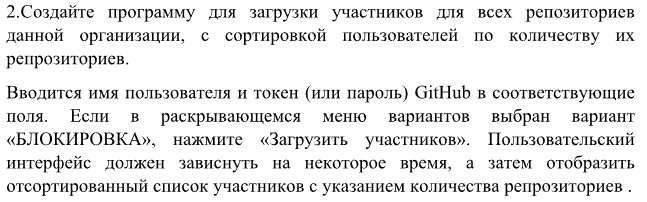 2.Создайте программу для загрузки участников для всех репозиториев
данной организации, с сортировкой пользователей по количеству их
репрозиториев.
Вводится имя пользователя и токен (или пароль) GitHub в соответствующие
поля. Если в раскрывающемся меню вариантов выбран вариант
«БЛОКИРОВКА», нажмите «Загрузить участников». Пользовательский
интерфейс должен зависнуть на некоторое время, а затем отобразить
отсортированный список участников с указанием количества репрозиториев .